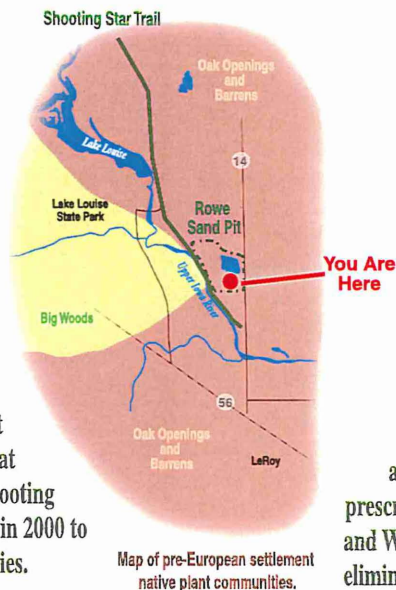 Shooting Star Trail
Oak Openings
and
Barrens
Lake Louise
14
Lake Louise
State Park
Rowe
Sand Pit
You Are
Here
Upper Iowa River
Big Woods
56
Oak Openings
and
Barrens
LeRoy
t
at
ooting
in 2000 to
ies.
Map of pre-European settlement
native plant communities.
a
prescr
and W
elimin